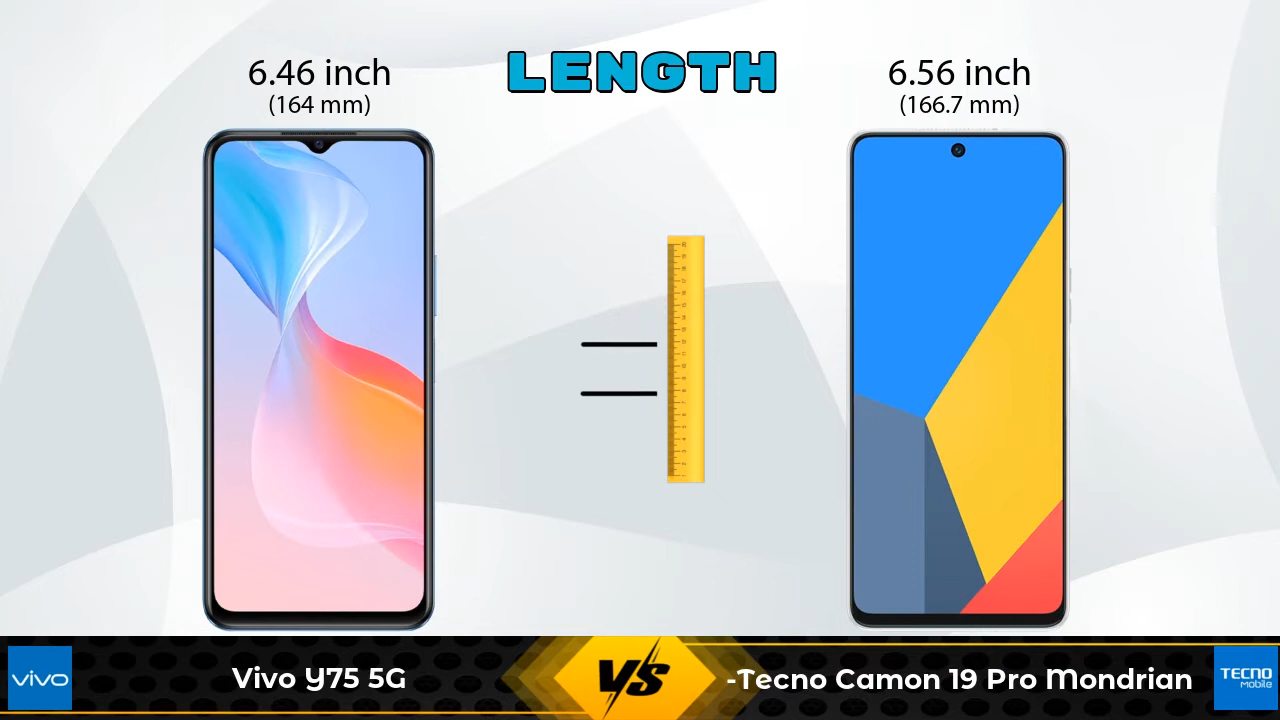 LENGTH
6.46 inch
(164 mm)
6.56 inch
(166.7 mm)
vivo
Vivo Y75 5G
VS
-Tecno Camon 19 Pro Mondrian
TECNO
mobile